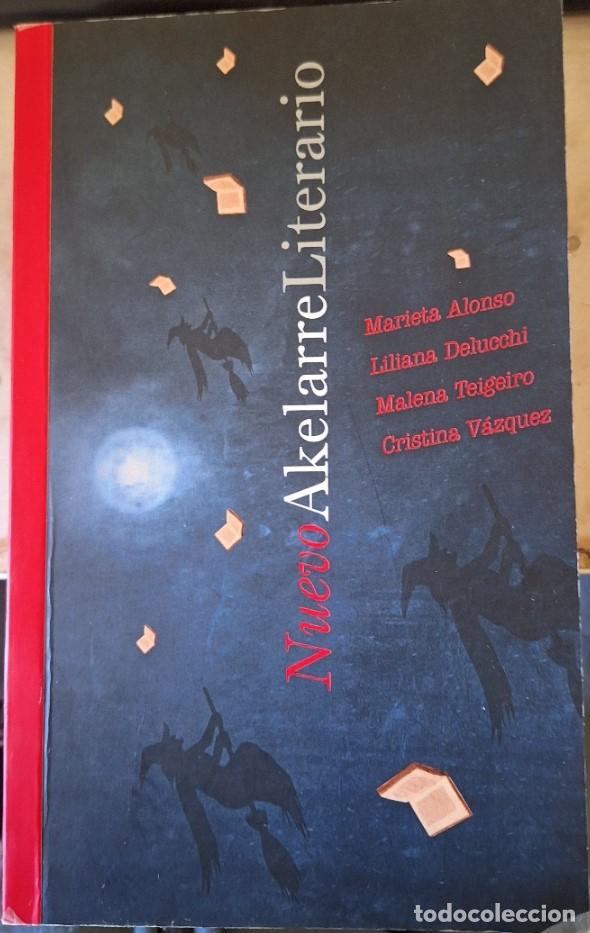 NuevoAkelarreLiterario
Marieta Alonso
Liliana Delucchi
Malena Teigeiro
Cristina Vázquez
todocoleccion